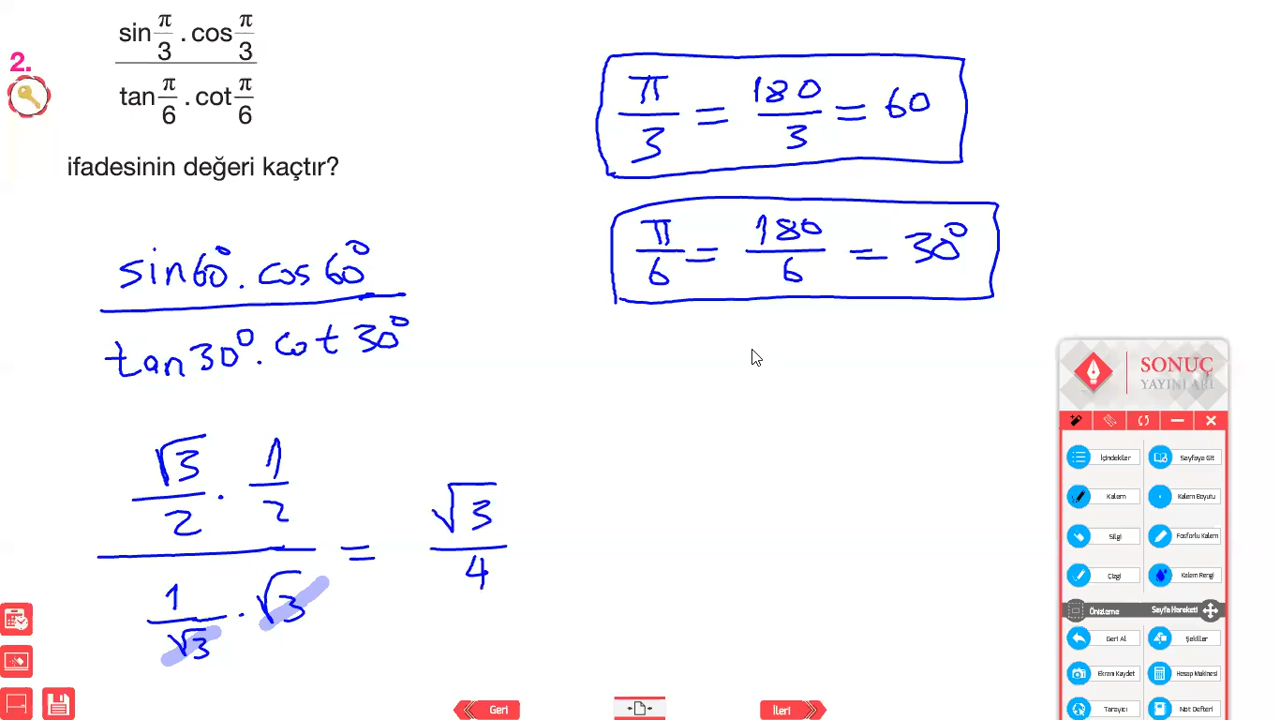 2.
sin π/3 . cos π/3
tan π/6 . cot π/6
ifadesinin değeri kaçtır?
π/3 = 180/3 = 60
π/6 = 180/6 = 30°
sin60° . cos60°
tan30° . cot30°
√3/2 . 1/2
1/√3 . √3
= √3/4
SONUÇ
YAYINLARI
İçindekiler
Sayfaya Git
Kalem
Kalem Boyutu
Silgi
Fosforlu Kalem
Çizgi
Kalem Rengi
Önizleme
Sayfa Hareketi
Geri Al
Şekiller
Ekran Kaydet
Hesap Makinesi
Tarayıcı
Not Defteri
Geri
İleri